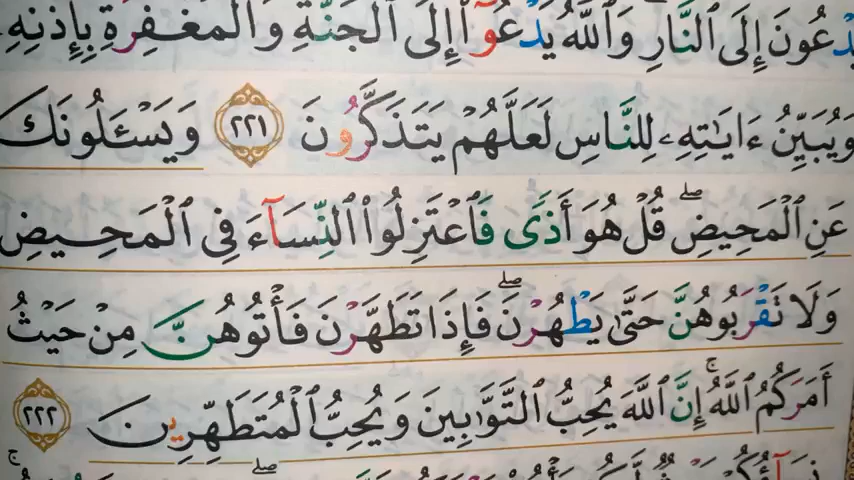 يَدْعُونَ إِلَى ٱلنَّارِ وَٱللَّهُ يَدْعُوٓا۟ إِلَى ٱلْجَنَّةِ وَٱلْمَغْفِرَةِ بِإِذْنِهِۦ
وَيُبَيِّنُ ءَايَٰتِهِۦ لِلنَّاسِ لَعَلَّهُمْ يَتَذَكَّرُونَ ٢٢١ وَيَسْـَٔلُونَكَ
عَنِ ٱلْمَحِيضِ ۖ قُلْ هُوَ أَذًى فَٱعْتَزِلُوا۟ ٱلنِّسَآءَ فِى ٱلْمَحِيضِ
وَلَا تَقْرَبُوهُنَّ حَتَّىٰ يَطْهُرْنَ ۖ فَإِذَا تَطَهَّرْنَ فَأْتُوهُنَّ مِنْ حَيْثُ
أَمَرَكُمُ ٱللَّهُ ۚ إِنَّ ٱللَّهَ يُحِبُّ ٱلتَّوَّٰبِينَ وَيُحِبُّ ٱلْمُتَطَهِّرِينَ ٢٢٢